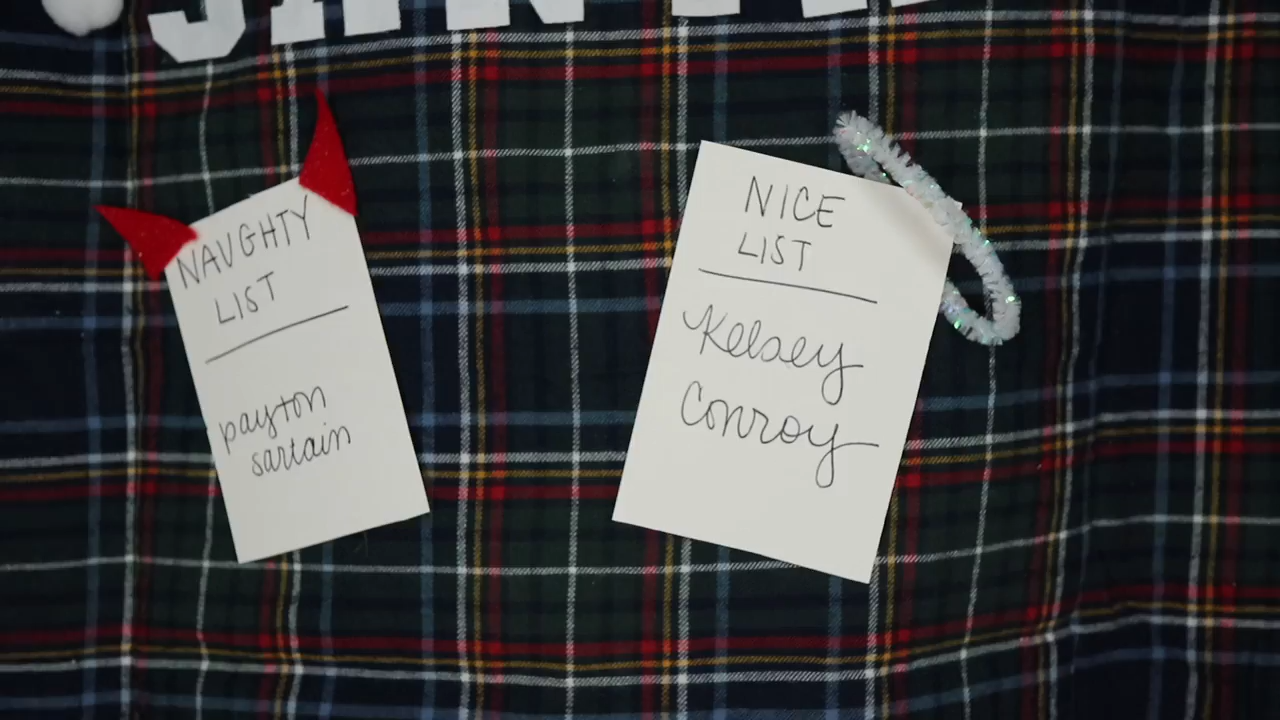 NAUGHTY
LIST
payton
sartain
NICE
LIST
Kelsey
Conroy